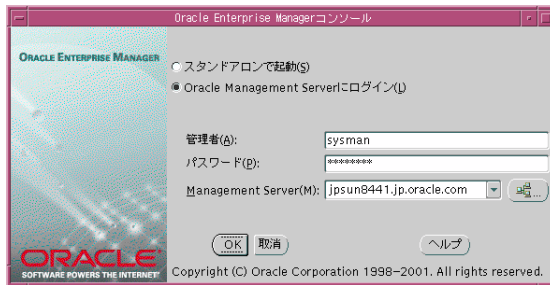 Oracle Enterprise Managerコンソール
ORACLE ENTERPRISE MANAGER
スタンドアロンで起動(S)
Oracle Management Serverにログイン(L)
管理者(A):
sysman
パスワード(P):
********
Management Server(M):
jpsun8441.jp.oracle.com
...
OK
取消
ヘルプ
ORACLE
SOFTWARE POWERS THE INTERNET
Copyright (C) Oracle Corporation 1998-2001. All rights reserved.